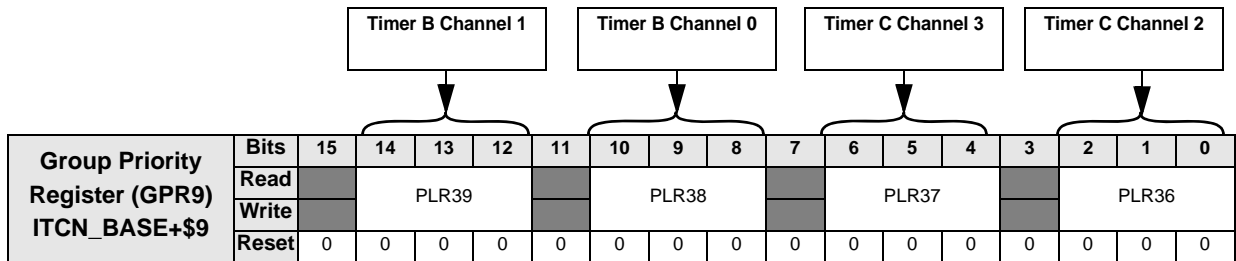 Timer B Channel 1 Timer B Channel 0 Timer C Channel 3 Timer C Channel 2
Group Priority Register (GPR9) ITCN_BASE+$9
Bits 15 14 13 12 11 10 9 8 7 6 5 4 3 2 1 0
Read PLR39 PLR38 PLR37 PLR36
Write
Reset 0 0 0 0 0 0 0 0 0 0 0 0 0 0 0 0